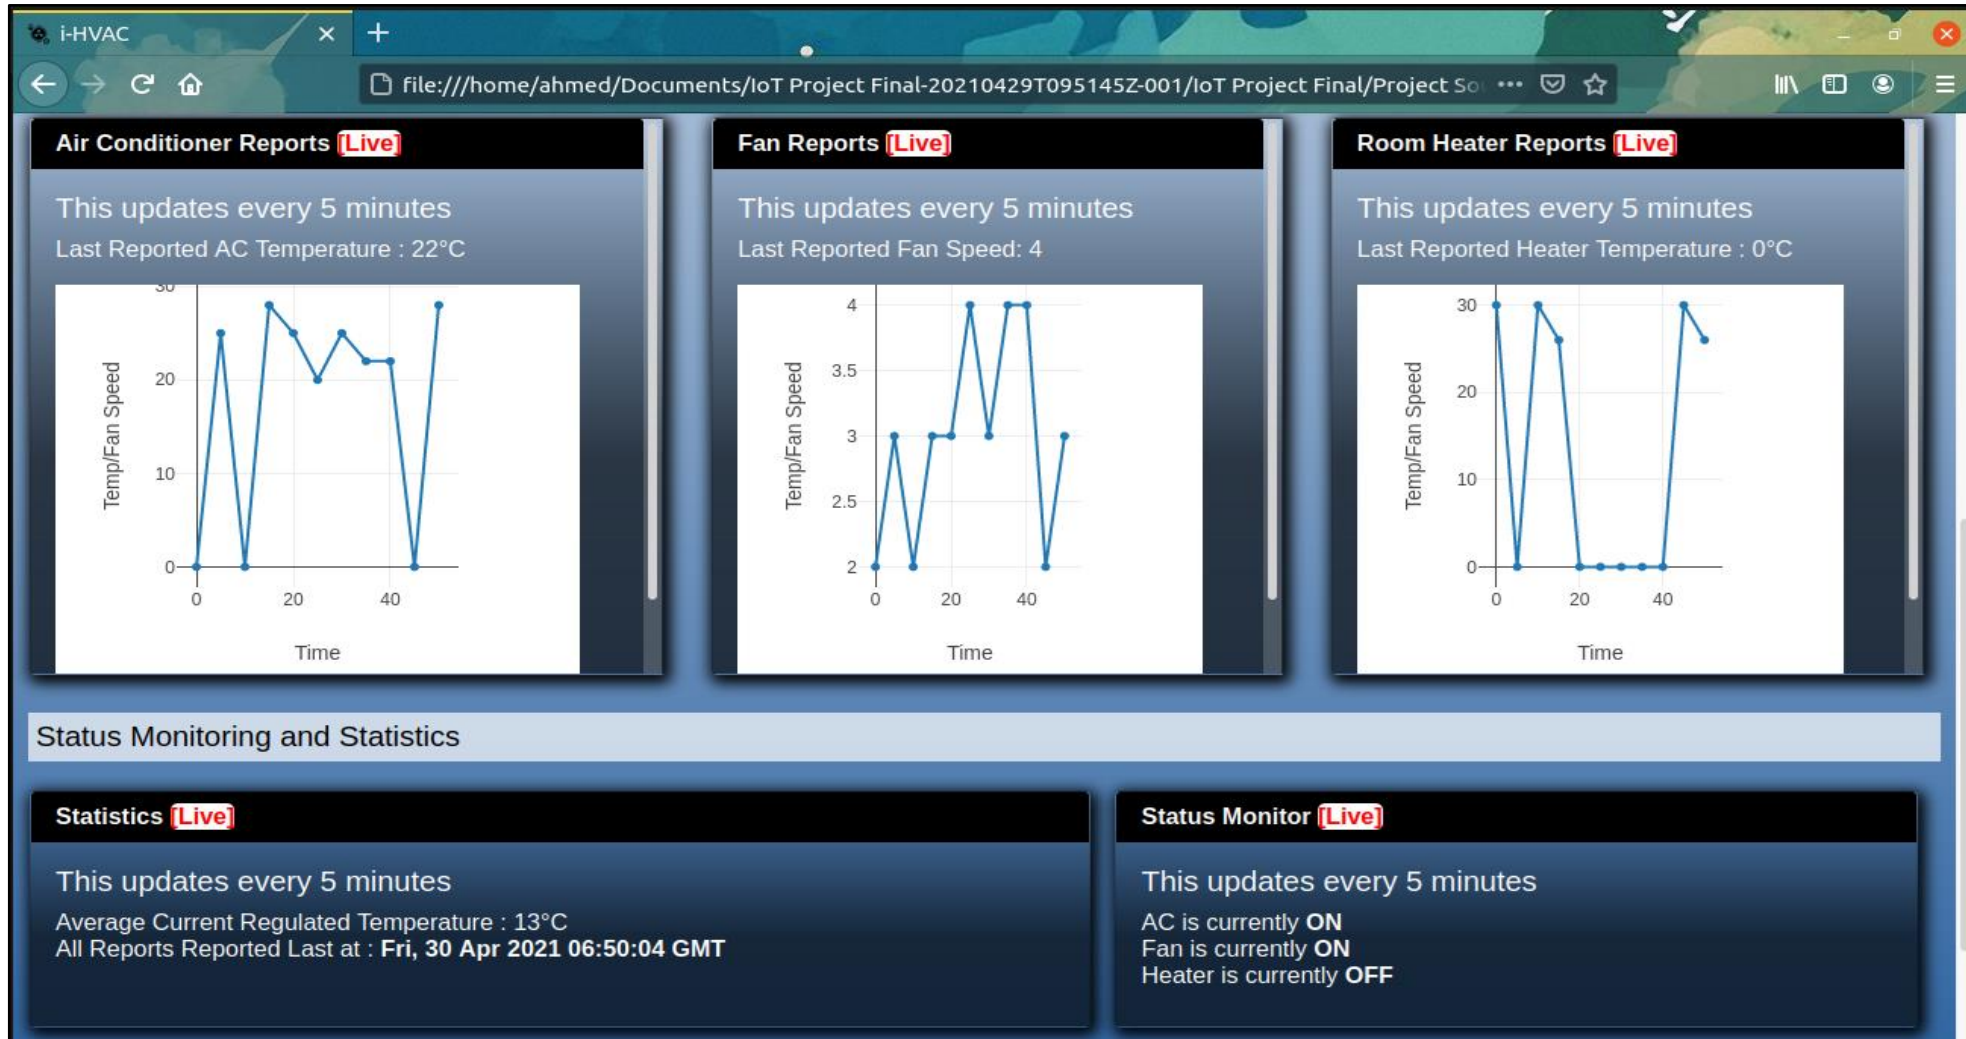 i-HVAC
file:///home/ahmed/Documents/IoT Project Final-20210429T095145Z-001/IoT Project Final/Project So
Air Conditioner Reports [Live]
This updates every 5 minutes
Last Reported AC Temperature : 22°C
30
20
10
0
Temp/Fan Speed
0 20 40
Time
Fan Reports [Live]
This updates every 5 minutes
Last Reported Fan Speed: 4
4
3.5
3
2.5
2
Temp/Fan Speed
0 20 40
Time
Room Heater Reports [Live]
This updates every 5 minutes
Last Reported Heater Temperature : 0°C
30
20
10
0
Temp/Fan Speed
0 20 40
Time
Status Monitoring and Statistics
Statistics [Live]
This updates every 5 minutes
Average Current Regulated Temperature : 13°C
All Reports Reported Last at : Fri, 30 Apr 2021 06:50:04 GMT
Status Monitor [Live]
This updates every 5 minutes
AC is currently ON
Fan is currently ON
Heater is currently OFF